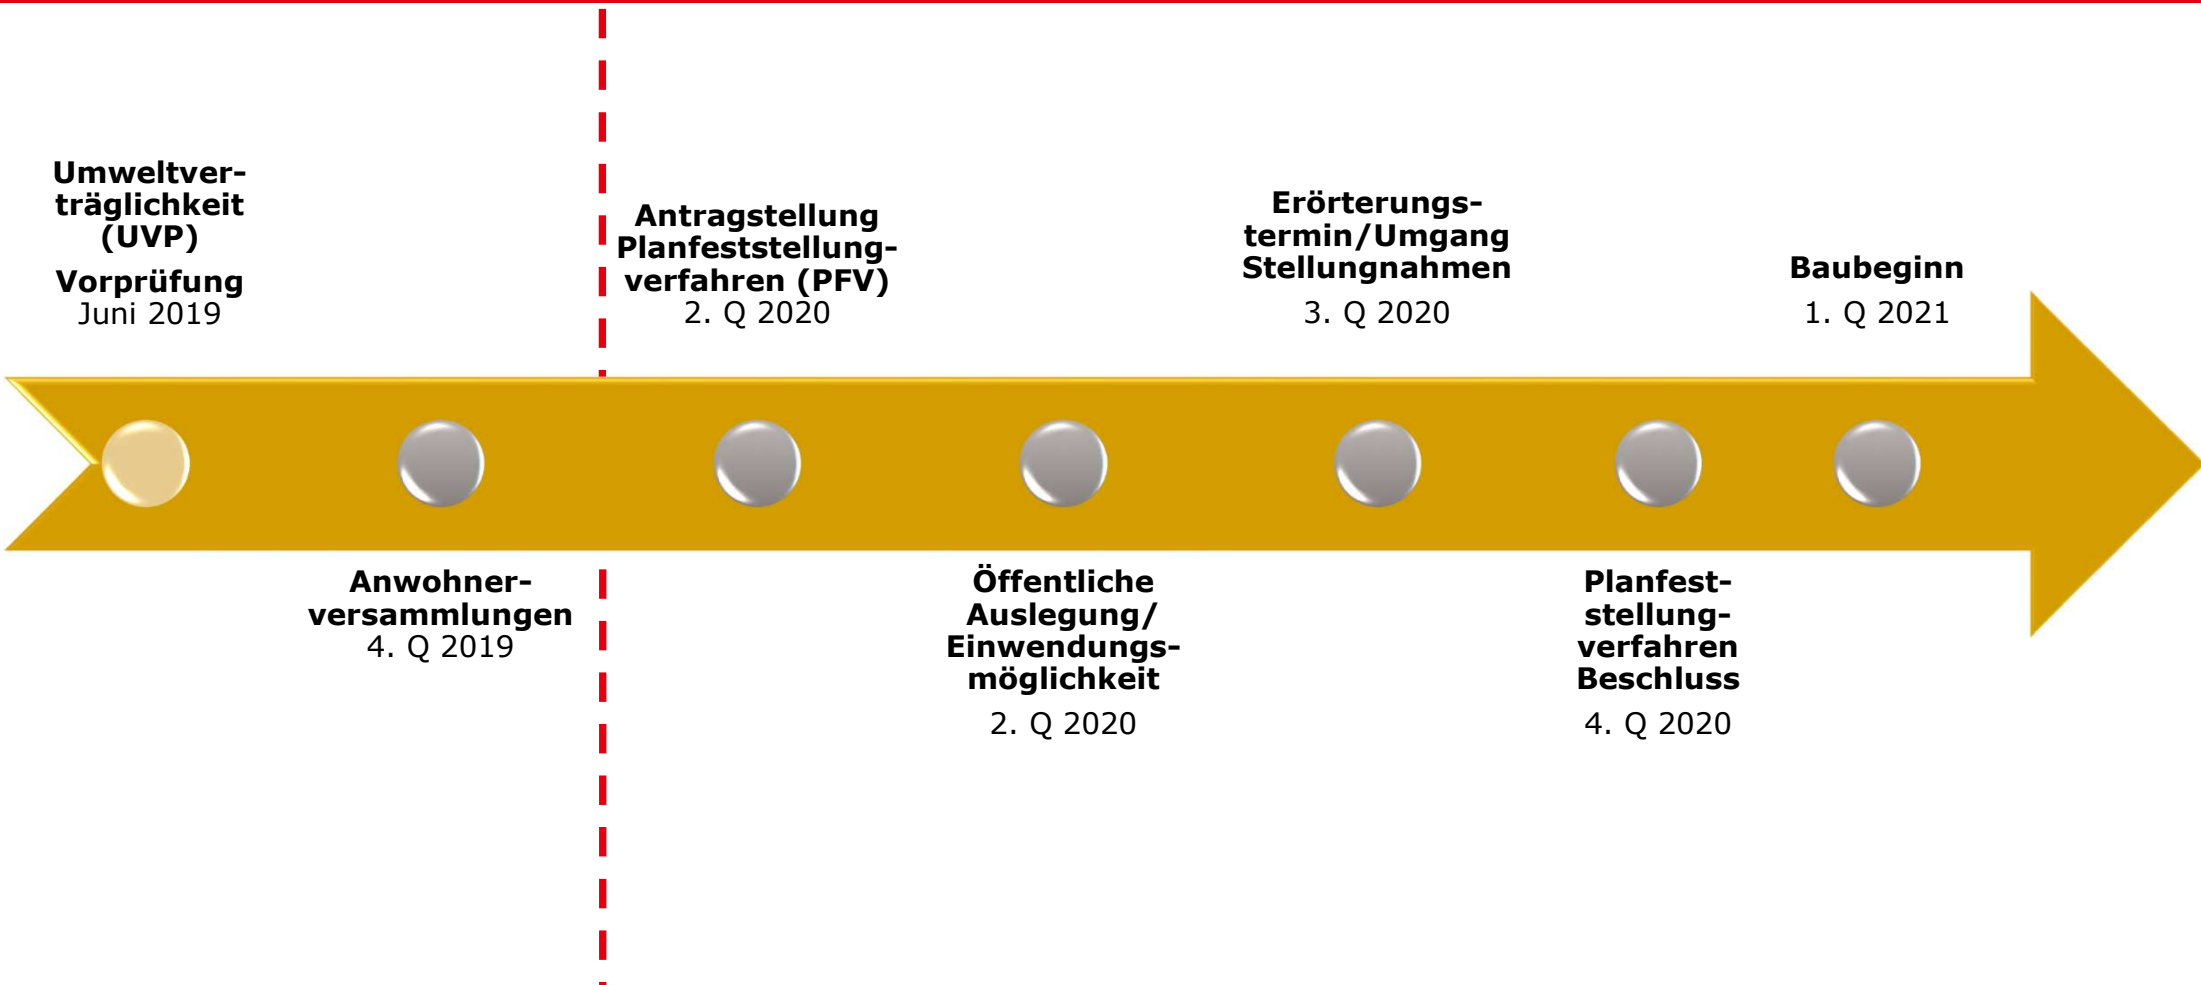 Umweltver-
träglichkeit
(UVP)
Vorprüfung
Juni 2019
Anwohner-
versammlungen
4. Q 2019
Antragstellung
Planfeststellung-
verfahren (PFV)
2. Q 2020
Öffentliche
Auslegung/
Einwendungs-
möglichkeit
2. Q 2020
Erörterungs-
termin/Umgang
Stellungnahmen
3. Q 2020
Planfest-
stellung-
verfahren
Beschluss
4. Q 2020
Baubeginn
1. Q 2021